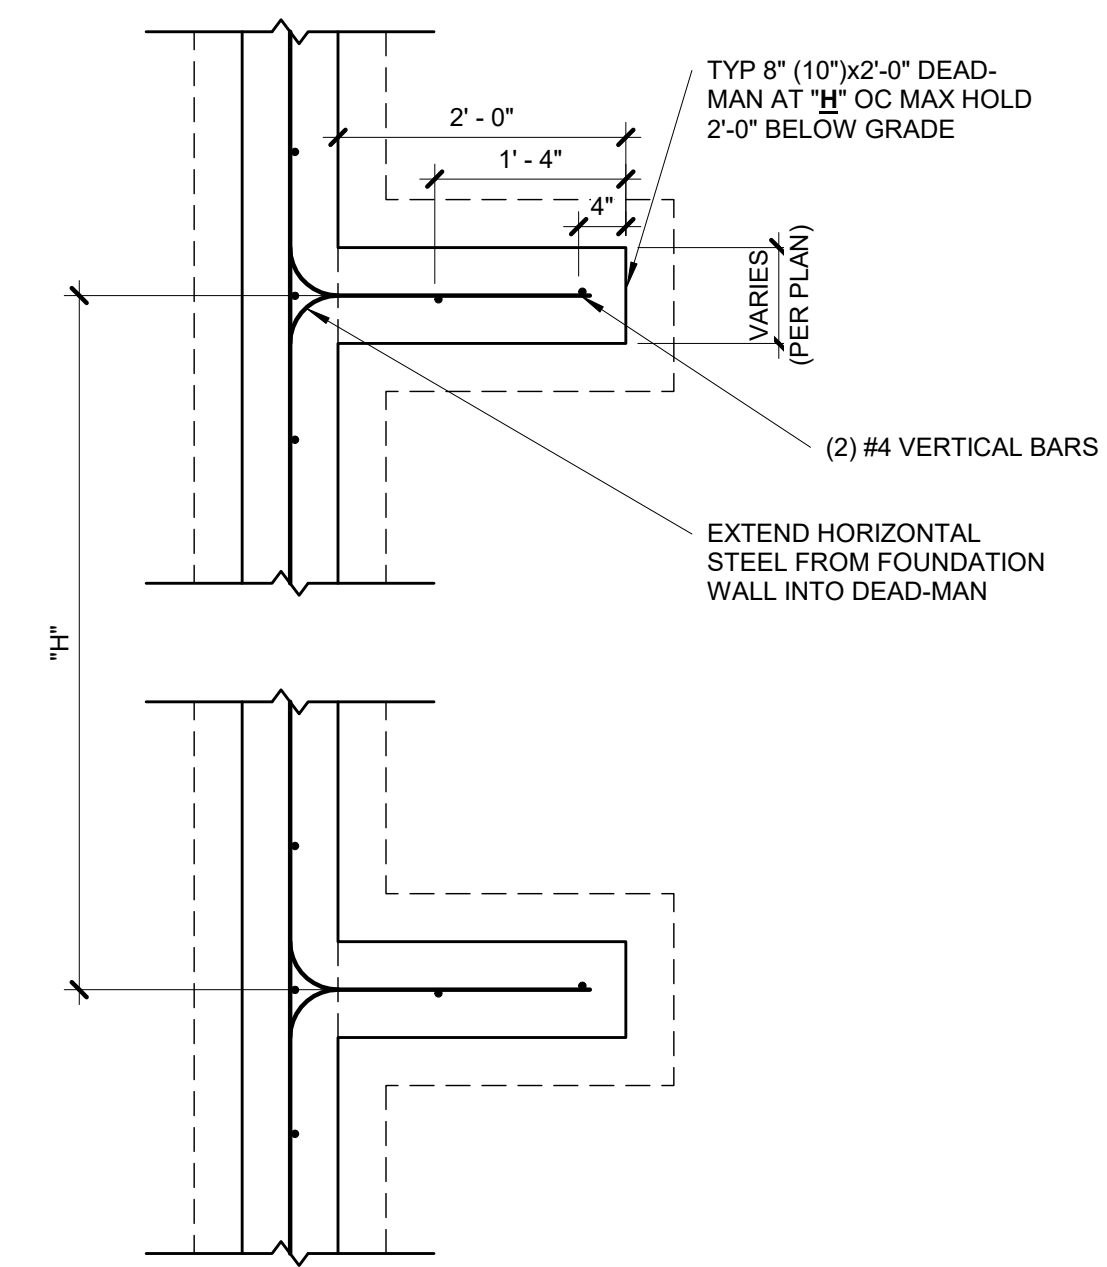 TYP 8" (10")x2'-0" DEAD-
MAN AT "H" OC MAX HOLD
2'-0" BELOW GRADE
2' - 0"
1' - 4"
4"
VARIES
(PER PLAN)
(2) #4 VERTICAL BARS
EXTEND HORIZONTAL
STEEL FROM FOUNDATION
WALL INTO DEAD-MAN
"H"